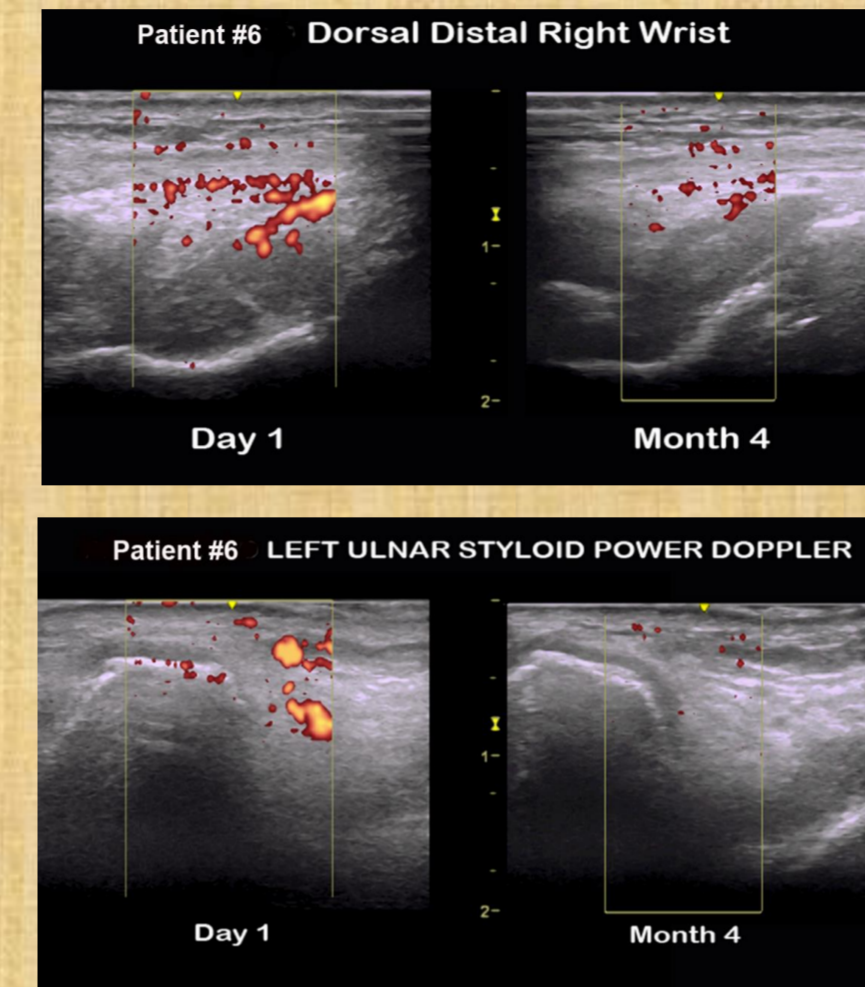 Patient #6 Dorsal Distal Right Wrist
1-
2-
Day 1 Month 4
Patient #6 LEFT ULNAR STYLOID POWER DOPPLER
1-
2-
Day 1 Month 4